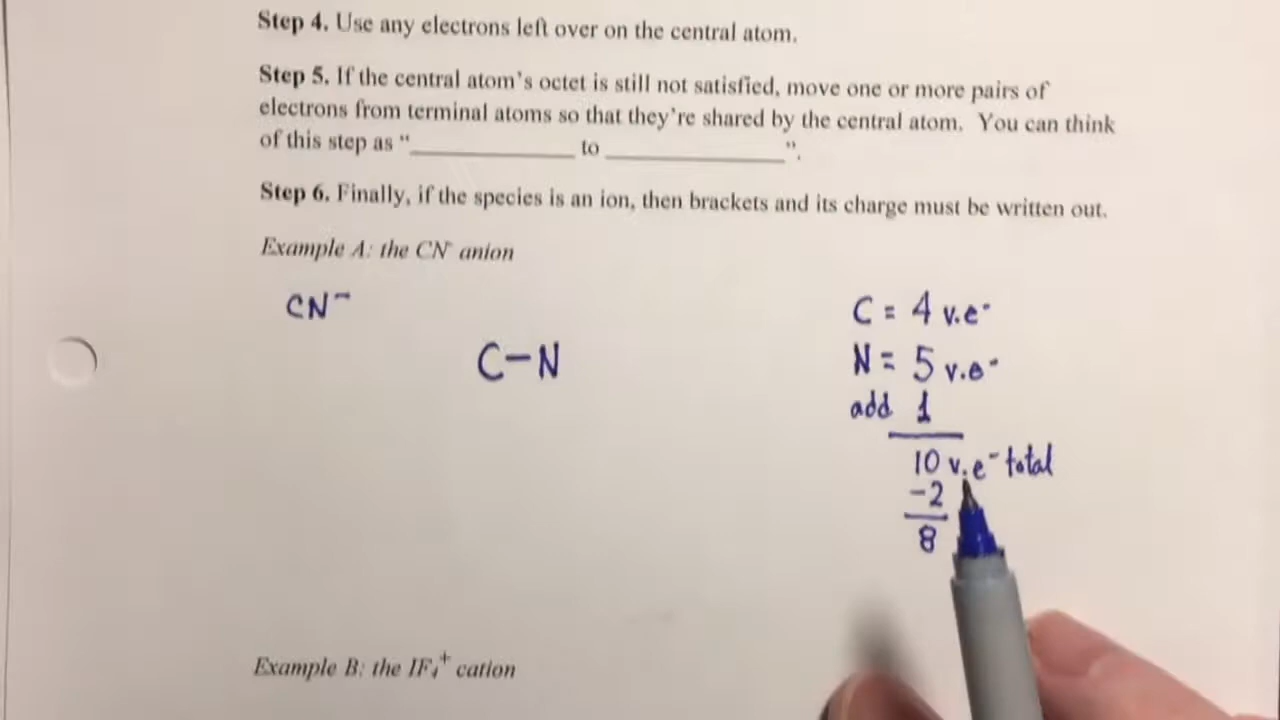 Step 4. Use any electrons left over on the central atom.
Step 5. If the central atom's octet is still not satisfied, move one or more pairs of
electrons from terminal atoms so that they're shared by the central atom. You can think
of this step as "_______________ to ________________".
Step 6. Finally, if the species is an ion, then brackets and its charge must be written out.
Example A: the CN⁻ anion
CN⁻
C = 4 v.e⁻
C–N
N = 5 v.e⁻
add 1
10 v.e⁻ total
-2
8
Example B: the IF₄⁺ cation